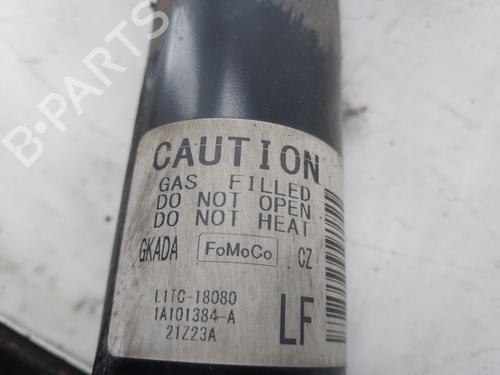 B-PARTS
CAUTION
GAS FILLED
DO NOT OPEN
DO NOT HEAT
GKADA FoMoCo CZ
L1TC-18080
1A101384-A
21Z23A
LF